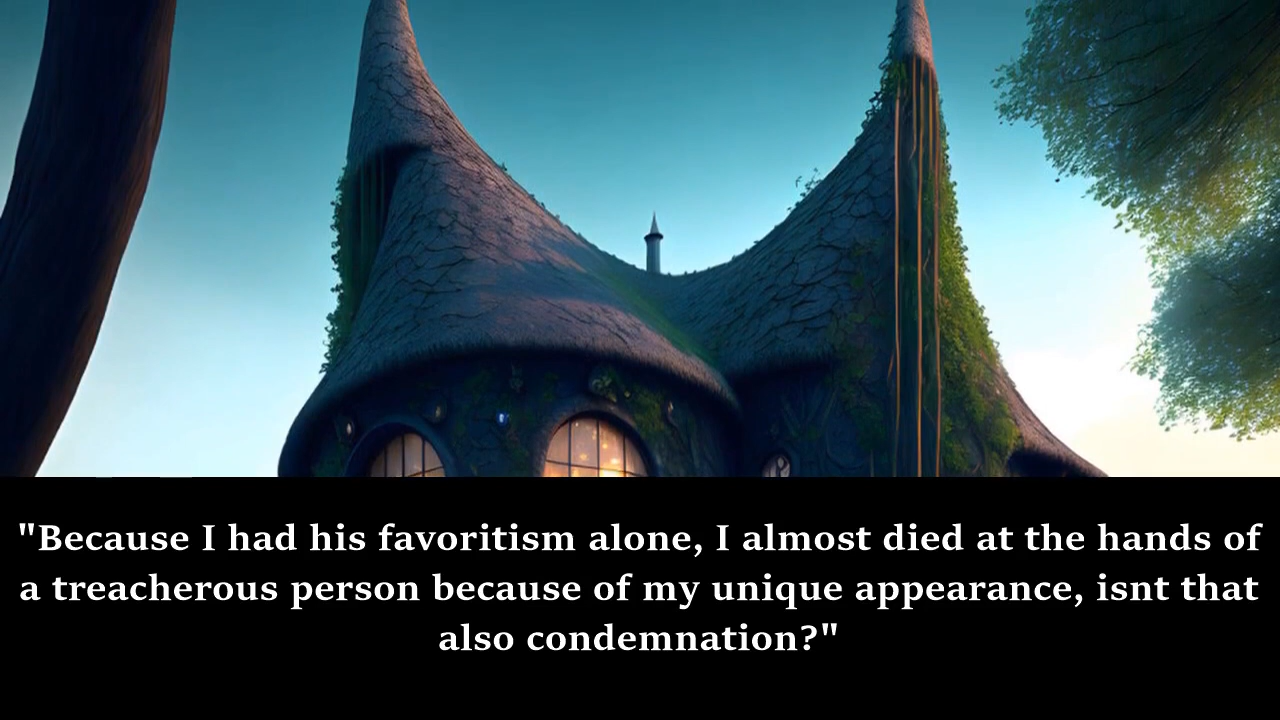 "Because I had his favoritism alone, I almost died at the hands of
a treacherous person because of my unique appearance, isnt that
also condemnation?"